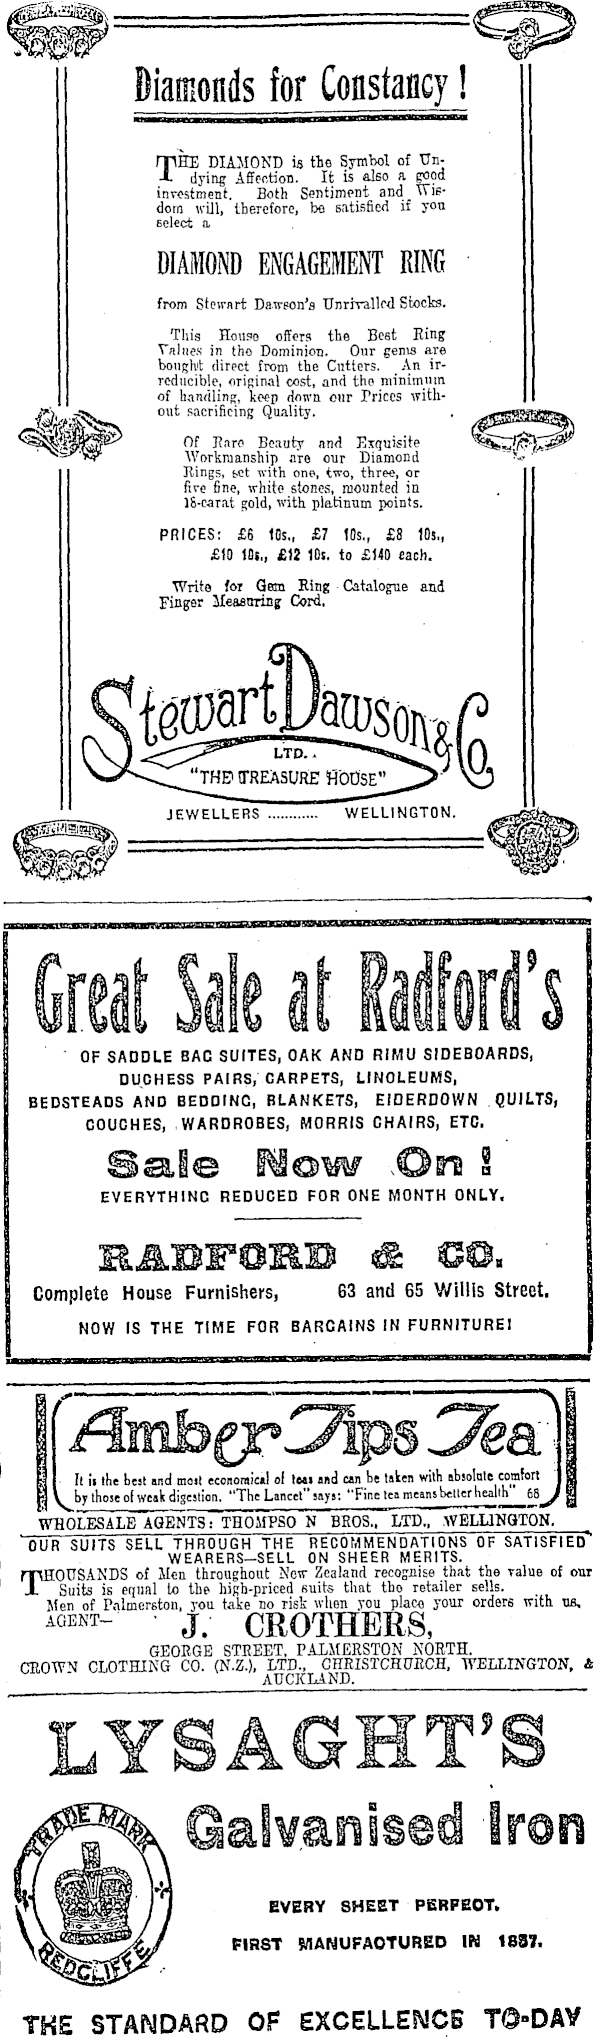 Diamonds for Constancy !
THE DIAMOND is the Symbol of Un-
dying Affection. It is also a good
investment. Both Sentiment and Wis-
dom will, therefore, be satisfied if you
select a
DIAMOND ENGAGEMENT RING
from Stewart Dawson's Unrivalled Stocks.
This House offers the Best Ring
Values in the Dominion. Our gems are
bought direct from the Cutters. An ir-
reducible, original cost, and the minimum
of handling, keep down our Prices with-
out sacrificing Quality.
Of Rare Beauty and Exquisite
Workmanship are our Diamond
Rings, set with one, two, three, or
five fine, white stones, mounted in
18-carat gold, with platinum points.
PRICES: £6 10s., £7 10s., £8 10s.,
£10 10s., £12 10s. to £140 each.
Write for Gem Ring Catalogue and
Finger Measuring Cord.
Stewart Dawson & Co.
LTD.
"THE TREASURE HOUSE"
JEWELLERS ............ WELLINGTON.
Great Sale at Radford's
OF SADDLE BAG SUITES, OAK AND RIMU SIDEBOARDS,
DUCHESS PAIRS, CARPETS, LINOLEUMS,
BEDSTEADS AND BEDDING, BLANKETS, EIDERDOWN QUILTS,
COUCHES, WARDROBES, MORRIS CHAIRS, ETC.
Sale Now On !
EVERYTHING REDUCED FOR ONE MONTH ONLY.
RADFORD & CO.
Complete House Furnishers, 63 and 65 Willis Street.
NOW IS THE TIME FOR BARGAINS IN FURNITURE!
Amber Tips Tea
It is the best and most economical of teas and can be taken with absolute comfort
by those of weak digestion. "The Lancet" says: "Fine tea means better health" 68
WHOLESALE AGENTS: THOMPSO N BROS., LTD., WELLINGTON.
OUR SUITS SELL THROUGH THE RECOMMENDATIONS OF SATISFIED
WEARERS—SELL ON SHEER MERITS.
THOUSANDS of Men throughout New Zealand recognise that the value of our
Suits is equal to the high-priced suits that the retailer sells.
Men of Palmerston, you take no risk when you place your orders with us.
AGENT—
J. CROTHERS,
GEORGE STREET, PALMERSTON NORTH.
CROWN CLOTHING CO. (N.Z.), LTD., CHRISTCHURCH, WELLINGTON, &
AUCKLAND.
LYSAGHT'S
Galvanised Iron
TRADE MARK
REDCLIFFE
EVERY SHEET PERFECT.
FIRST MANUFACTURED IN 1857.
THE STANDARD OF EXCELLENCE TO-DAY